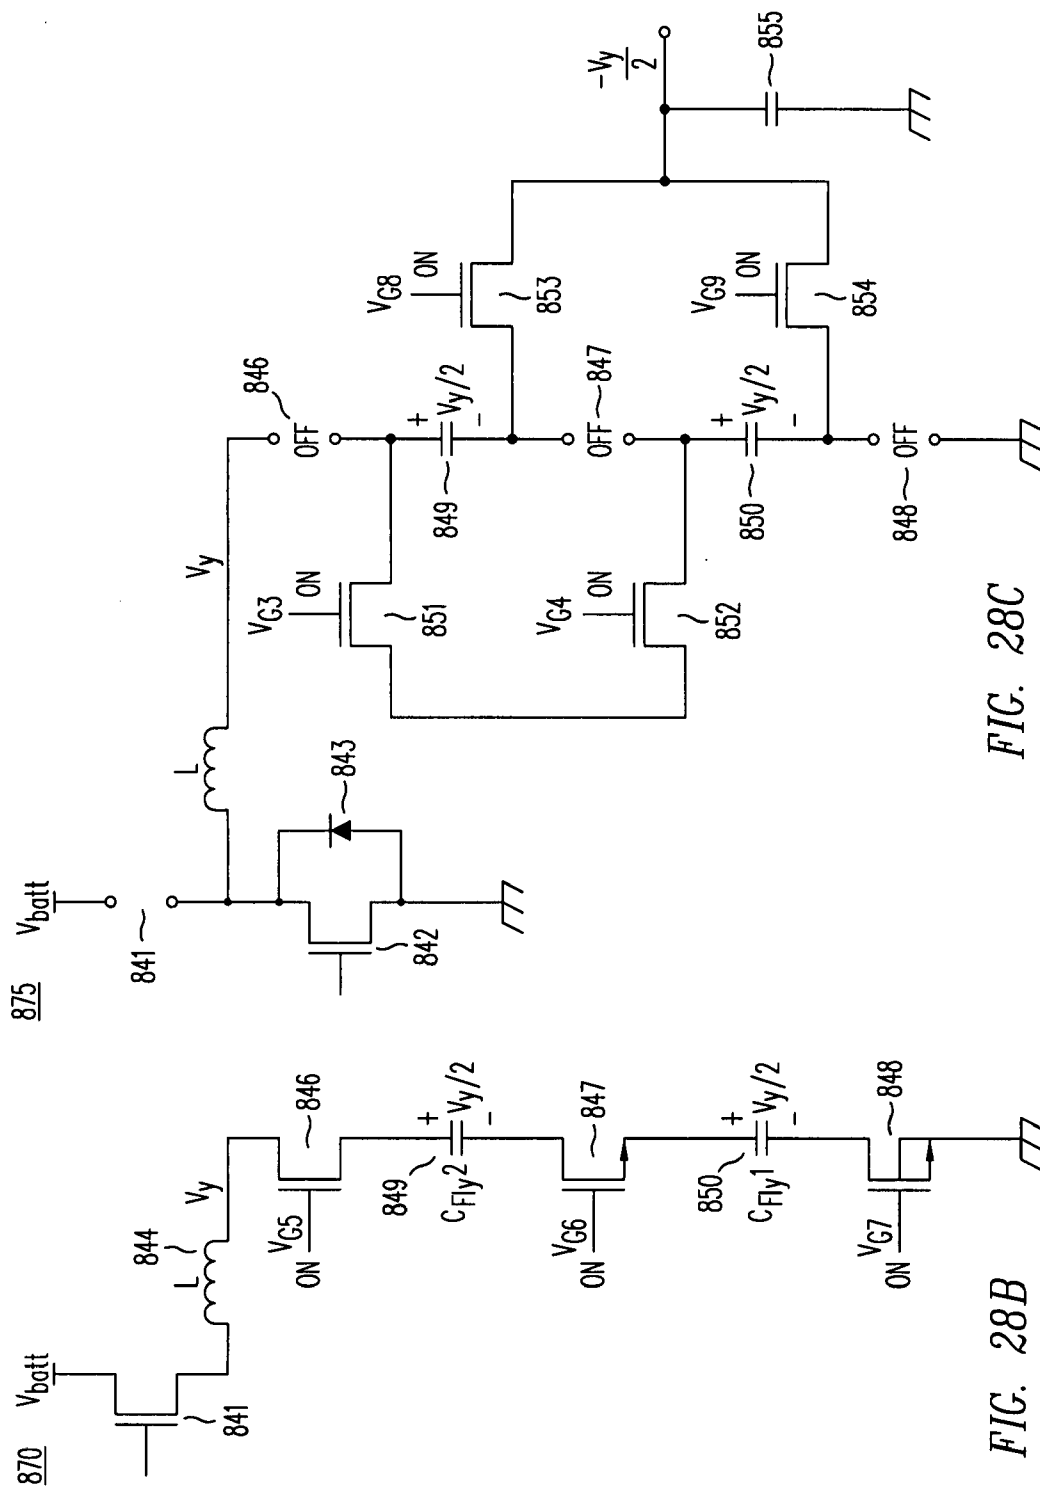 870
V_batt
841
L
844
V_y
V_G5
ON
846
849
C_Fly2
+
V_y/2
-
V_G6
ON
847
850
C_Fly1
+
V_y/2
-
V_G7
ON
848
FIG. 28B
875
V_batt
841
842
843
L
V_y
846
OFF
V_G3
ON
851
849
+
V_y/2
-
V_G8
ON
853
OFF
847
V_G4
ON
852
850
+
V_y/2
-
V_G9
ON
854
848
OFF
-V_y
2
855
FIG. 28C